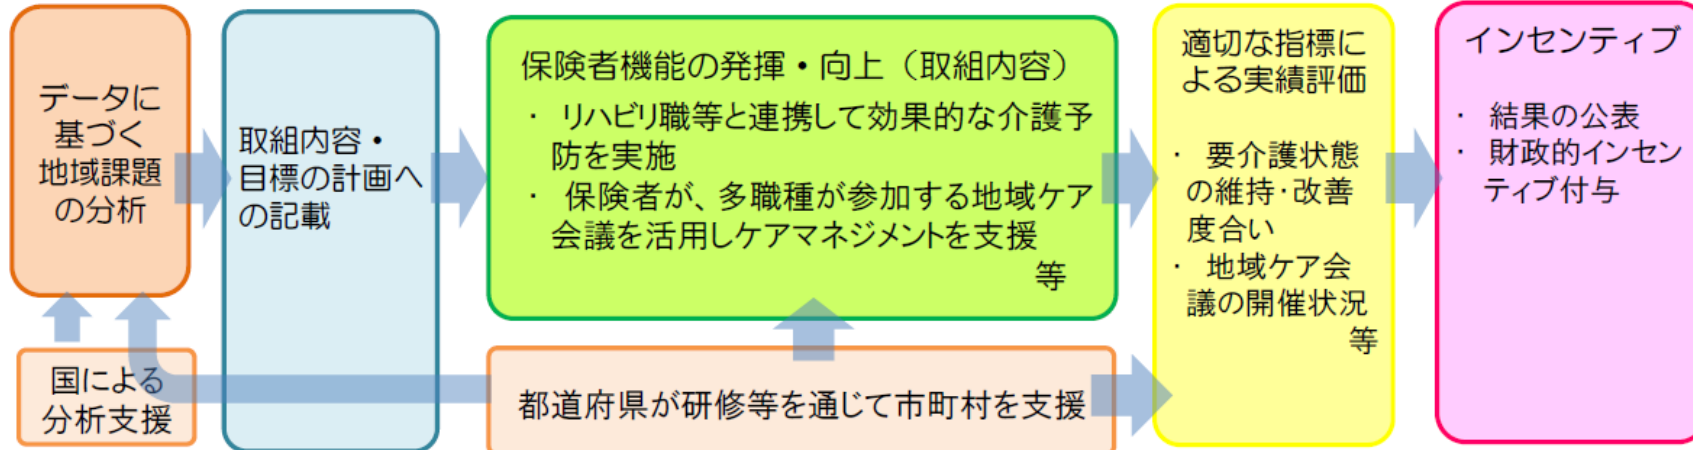 データに
基づく
地域課題
の分析
取組内容・
目標の計画へ
の記載
保険者機能の発揮・向上（取組内容）
・ リハビリ職等と連携して効果的な介護予
防を実施
・ 保険者が、多職種が参加する地域ケア
会議を活用しケアマネジメントを支援
等
適切な指標に
よる実績評価
・ 要介護状態
の維持・改善
度合い
・ 地域ケア会
議の開催状況
等
インセンティブ
・ 結果の公表
・ 財政的インセン
ティブ付与
国による
分析支援
都道府県が研修等を通じて市町村を支援